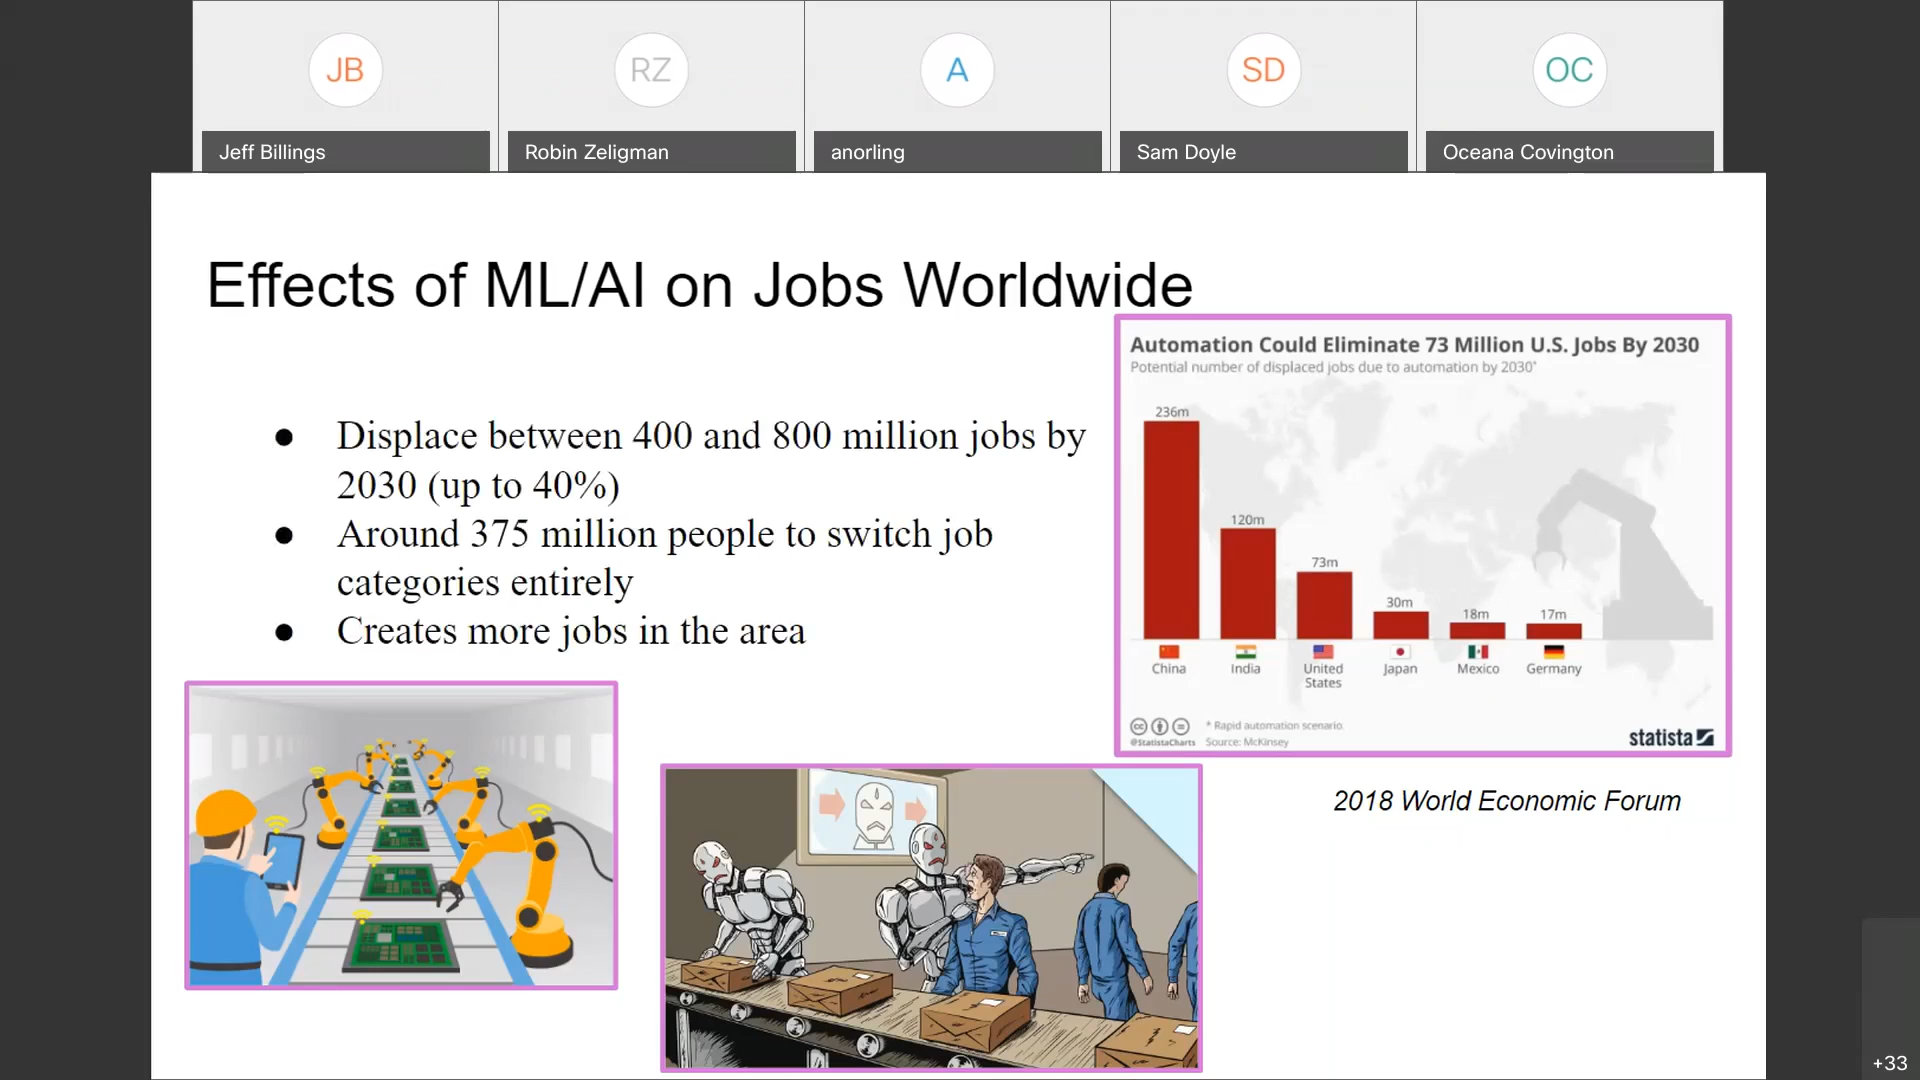 JB
RZ
A
SD
OC
Jeff Billings
Robin Zeligman
anorling
Sam Doyle
Oceana Covington
Effects of ML/AI on Jobs Worldwide
● Displace between 400 and 800 million jobs by
2030 (up to 40%)
● Around 375 million people to switch job
categories entirely
● Creates more jobs in the area
Automation Could Eliminate 73 Million U.S. Jobs By 2030
Potential number of displaced jobs due to automation by 2030*
236m
120m
73m
30m
18m
17m
China
India
United
States
Japan
Mexico
Germany
* Rapid automation scenario
@StatistaCharts Source: McKinsey
statista
2018 World Economic Forum
+33